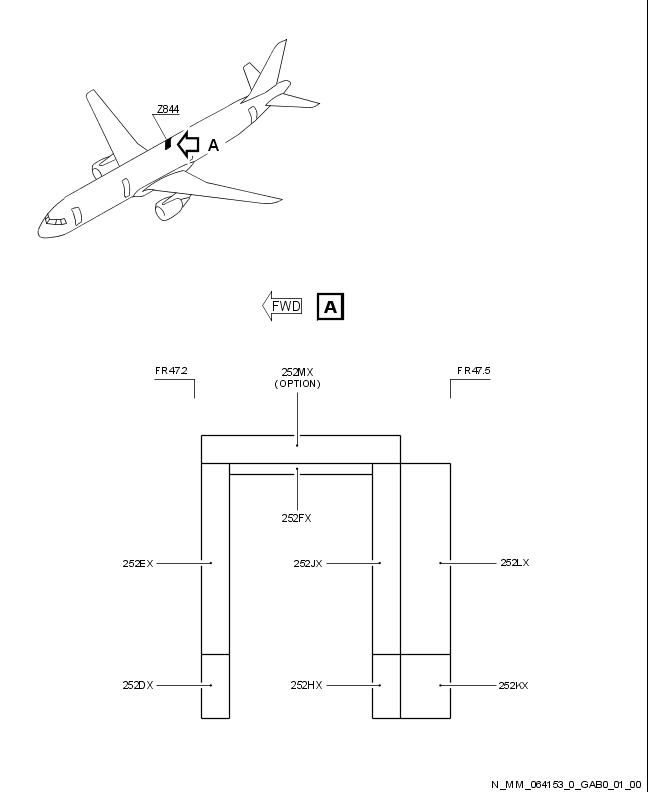 Z844
A
FWD
A
FR47.2
252MX
(OPTION)
FR47.5
252FX
252EX
252JX
252LX
252DX
252HX
252KX
N_MM_064153_0_GAB0_01_00